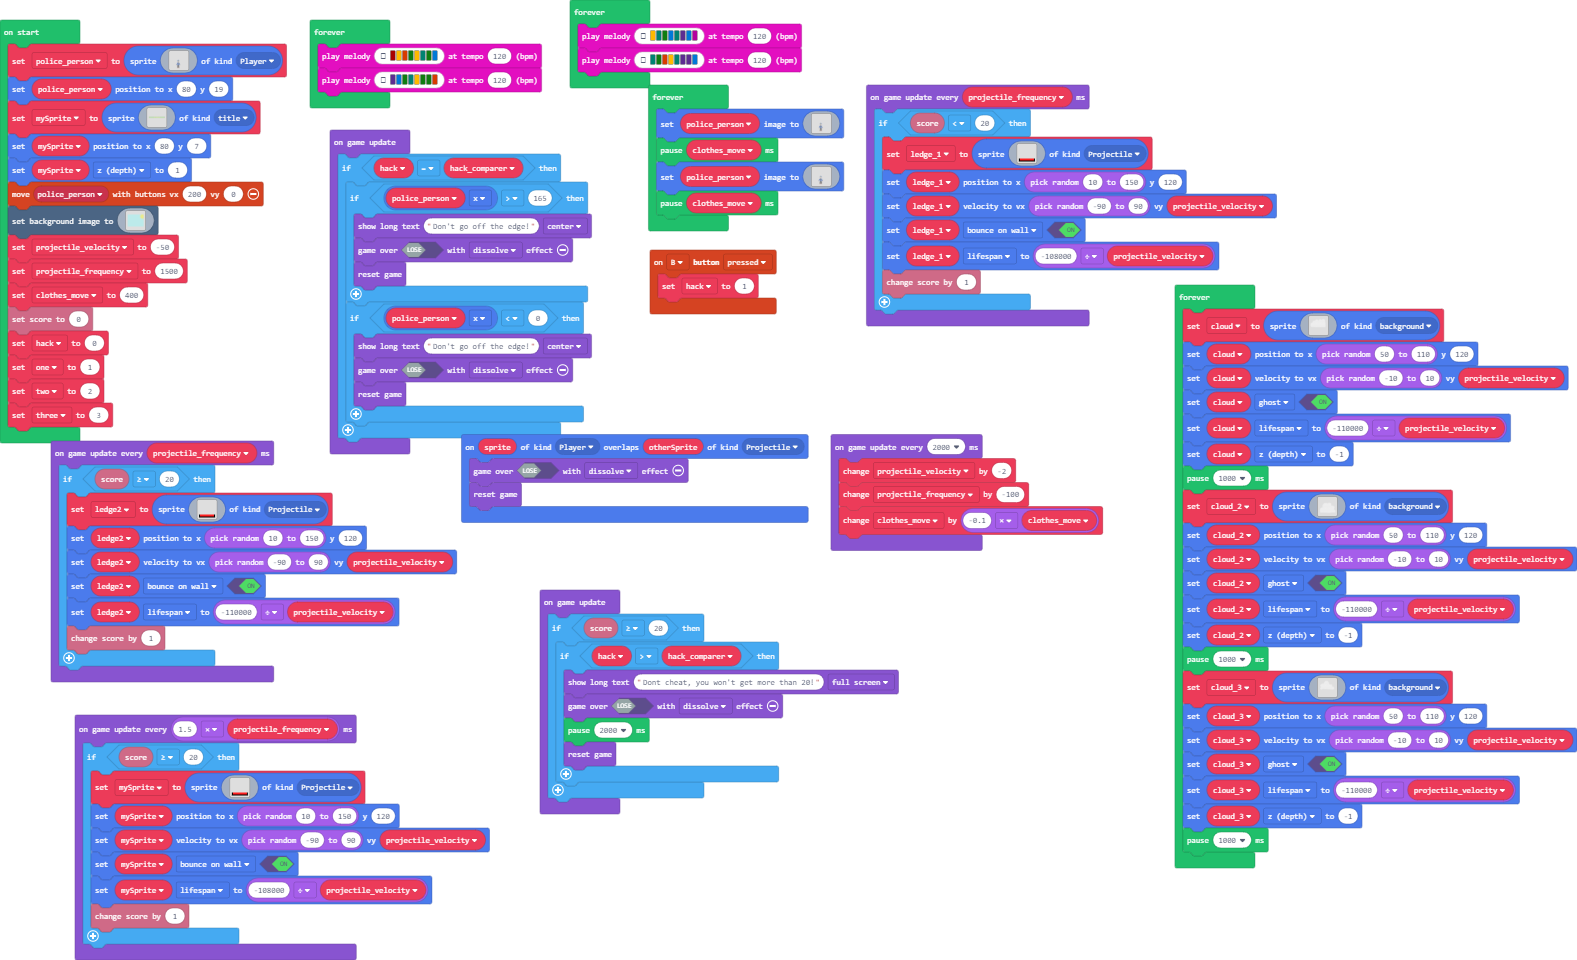 on start
set police_person to sprite of kind Player
set police_person position to x 80 y 19
set mySprite to sprite of kind title
set mySprite position to x 80 y 7
set mySprite z (depth) to 1
move police_person with buttons vx 200 vy 0
set background image to
set projectile_velocity to -50
set projectile_frequency to 1500
set clothes_move to 400
set score to 0
set hack to 0
set one to 1
set two to 2
set three to 3
forever
play melody at tempo 120 (bpm)
play melody at tempo 120 (bpm)
forever
play melody at tempo 120 (bpm)
play melody at tempo 120 (bpm)
forever
set police_person image to
pause clothes_move ms
set police_person image to
pause clothes_move ms
on game update
if hack = hack_comparer then
if police_person x > 165 then
show long text "Don't go off the edge!" center
game over LOSE with dissolve effect
reset game
if police_person x < 0 then
show long text "Don't go off the edge!" center
game over LOSE with dissolve effect
reset game
on B button pressed
set hack to 1
on game update every projectile_frequency ms
if score < 20 then
set ledge_1 to sprite of kind Projectile
set ledge_1 position to x pick random 10 to 150 y 120
set ledge_1 velocity to vx pick random -90 to 90 vy projectile_velocity
set ledge_1 bounce on wall ON
set ledge_1 lifespan to -108000 ÷ projectile_velocity
change score by 1
forever
set cloud to sprite of kind background
set cloud position to x pick random 50 to 110 y 120
set cloud velocity to vx pick random -10 to 10 vy projectile_velocity
set cloud ghost ON
set cloud lifespan to -110000 ÷ projectile_velocity
set cloud z (depth) to -1
pause 1000 ms
set cloud_2 to sprite of kind background
set cloud_2 position to x pick random 50 to 110 y 120
set cloud_2 velocity to vx pick random -10 to 10 vy projectile_velocity
set cloud_2 ghost ON
set cloud_2 lifespan to -110000 ÷ projectile_velocity
set cloud_2 z (depth) to -1
pause 1000 ms
set cloud_3 to sprite of kind background
set cloud_3 position to x pick random 50 to 110 y 120
set cloud_3 velocity to vx pick random -10 to 10 vy projectile_velocity
set cloud_3 ghost ON
set cloud_3 lifespan to -110000 ÷ projectile_velocity
set cloud_3 z (depth) to -1
pause 1000 ms
on game update every projectile_frequency ms
if score ≥ 20 then
set ledge2 to sprite of kind Projectile
set ledge2 position to x pick random 10 to 150 y 120
set ledge2 velocity to vx pick random -90 to 90 vy projectile_velocity
set ledge2 bounce on wall ON
set ledge2 lifespan to -110000 ÷ projectile_velocity
change score by 1
on sprite of kind Player overlaps otherSprite of kind Projectile
game over LOSE with dissolve effect
reset game
on game update every 2000 ms
change projectile_velocity by -2
change projectile_frequency by -100
change clothes_move by -0.1 × clothes_move
on game update
if score ≥ 20 then
if hack > hack_comparer then
show long text "Dont cheat, you won't get more than 20!" full screen
game over LOSE with dissolve effect
pause 2000 ms
reset game
on game update every 1.5 × projectile_frequency ms
if score ≥ 20 then
set mySprite to sprite of kind Projectile
set mySprite position to x pick random 10 to 150 y 120
set mySprite velocity to vx pick random -90 to 90 vy projectile_velocity
set mySprite bounce on wall ON
set mySprite lifespan to -108000 ÷ projectile_velocity
change score by 1